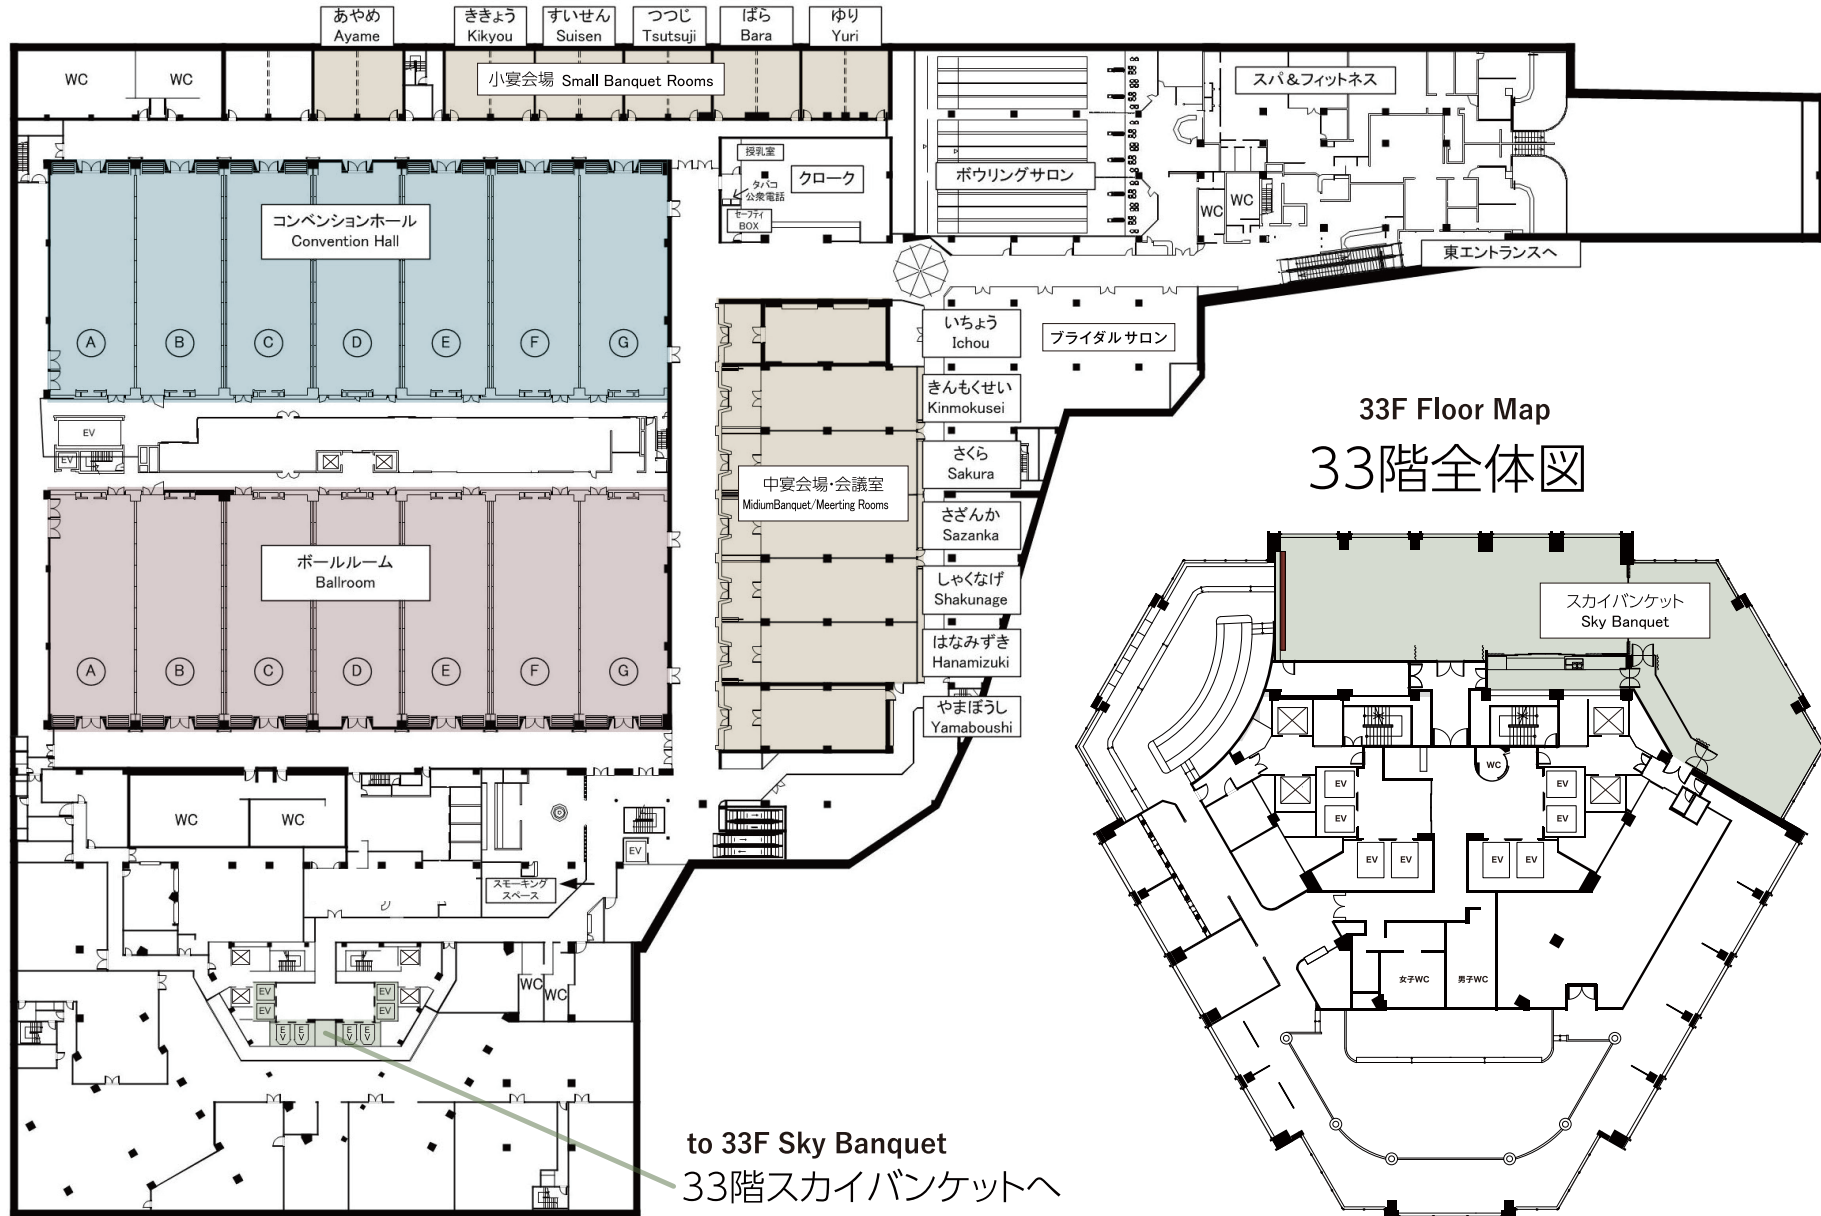 あやめ
Ayame
ききょう
Kikyou
すいせん
Suisen
つつじ
Tsutsuji
ばら
Bara
ゆり
Yuri
WC
WC
小宴会場 Small Banquet Rooms
スパ&フィットネス
授乳室
クローク
タバコ
公衆電話
セーフティ
BOX
ボウリングサロン
WC
WC
コンベンションホール
Convention Hall
東エントランスへ
A
B
C
D
E
F
G
いちょう
Ichou
ブライダルサロン
きんもくせい
Kinmokusei
EV
EV
さくら
Sakura
中宴会場・会議室
MidiumBanquet/Meerting Rooms
さざんか
Sazanka
ボールルーム
Ballroom
しゃくなげ
Shakunage
はなみずき
Hanamizuki
A
B
C
D
E
F
G
やまぼうし
Yamaboushi
WC
WC
EV
スモーキング
スペース
WC
WC
EV
EV
EV
EV
EV
EV
EV
EV
to 33F Sky Banquet
33階スカイバンケットへ
33F Floor Map
33階全体図
スカイバンケット
Sky Banquet
WC
EV
EV
EV
EV
EV
EV
EV
EV
女子WC
男子WC